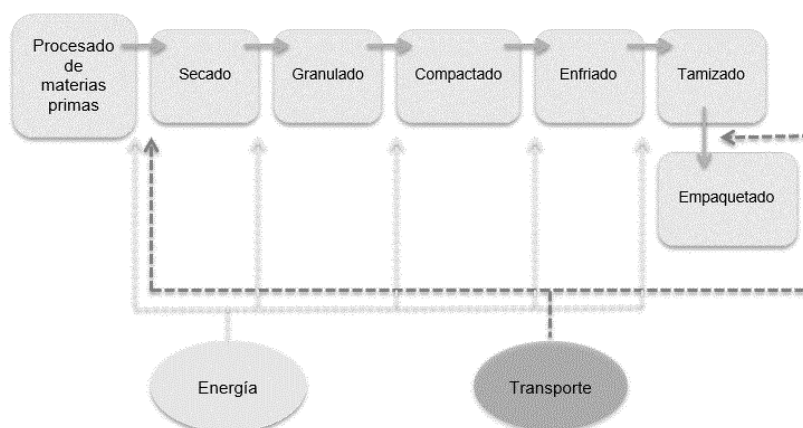 Procesado
de
materias
primas
Secado
Granulado
Compactado
Enfriado
Tamizado
Empaquetado
Energía
Transporte